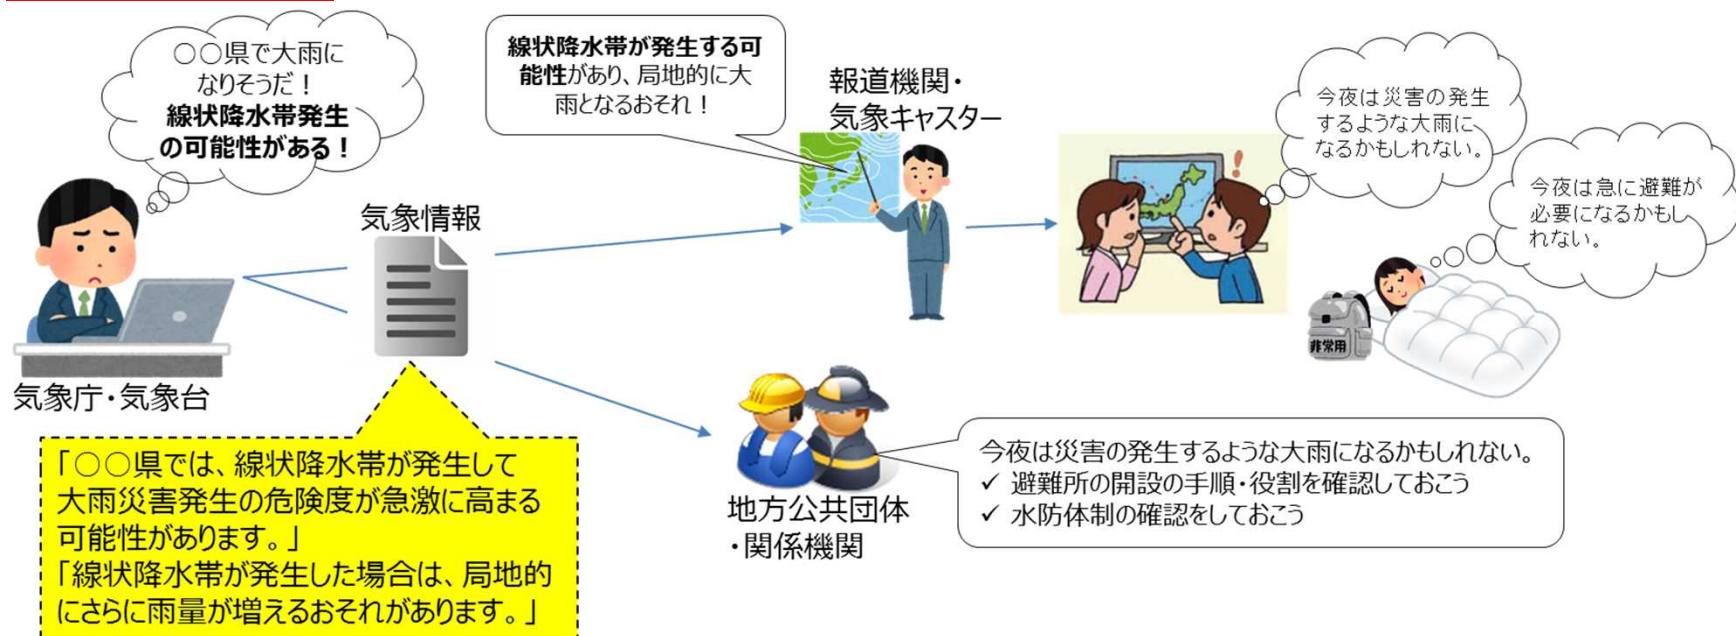 ○○県で大雨に
なりそうだ！
線状降水帯発生
の可能性がある！
気象庁・気象台
気象情報
「○○県では、線状降水帯が発生して
大雨災害発生の危険度が急激に高まる
可能性があります。」
「線状降水帯が発生した場合は、局地的
にさらに雨量が増えるおそれがあります。」
線状降水帯が発生する可
能性があり、局地的に大
雨となるおそれ！
報道機関・
気象キャスター
今夜は災害の発生
するような大雨に
なるかもしれない。
今夜は急に避難が
必要になるかもし
れない。
非常用
地方公共団体
・関係機関
今夜は災害の発生するような大雨になるかもしれない。
✓ 避難所の開設の手順・役割を確認しておこう
✓ 水防体制の確認をしておこう